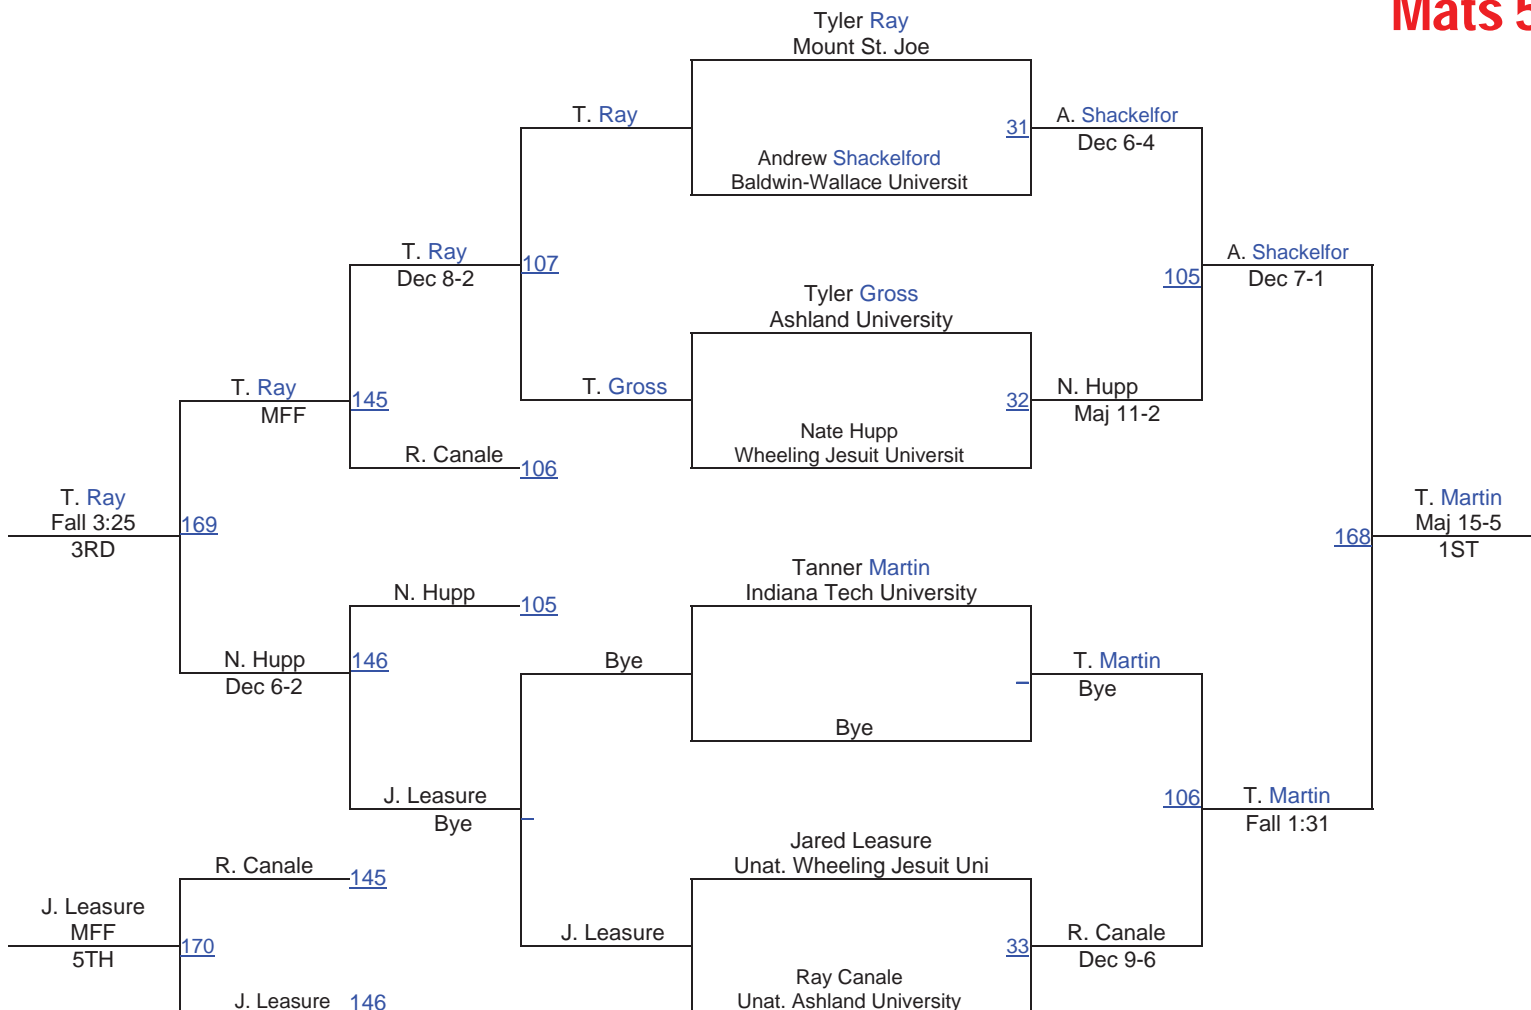 Mats 5
Tyler Ray
Mount St. Joe
T. Ray
31
A. Shackelfor
Dec 6-4
Andrew Shackelford
Baldwin-Wallace Universit
T. Ray
Dec 8-2
107
A. Shackelfor
Dec 7-1
105
Tyler Gross
Ashland University
T. Ray
MFF
145
T. Gross
32
N. Hupp
Maj 11-2
Nate Hupp
Wheeling Jesuit Universit
R. Canale
106
T. Ray
Fall 3:25
3RD
169
168
T. Martin
Maj 15-5
1ST
Tanner Martin
Indiana Tech University
N. Hupp
105
N. Hupp
Dec 6-2
146
Bye
T. Martin
Bye
Bye
J. Leasure
Bye
106
T. Martin
Fall 1:31
Jared Leasure
Unat. Wheeling Jesuit Uni
R. Canale
145
J. Leasure
MFF
5TH
170
J. Leasure
33
R. Canale
Dec 9-6
Ray Canale
Unat. Ashland University
J. Leasure
146